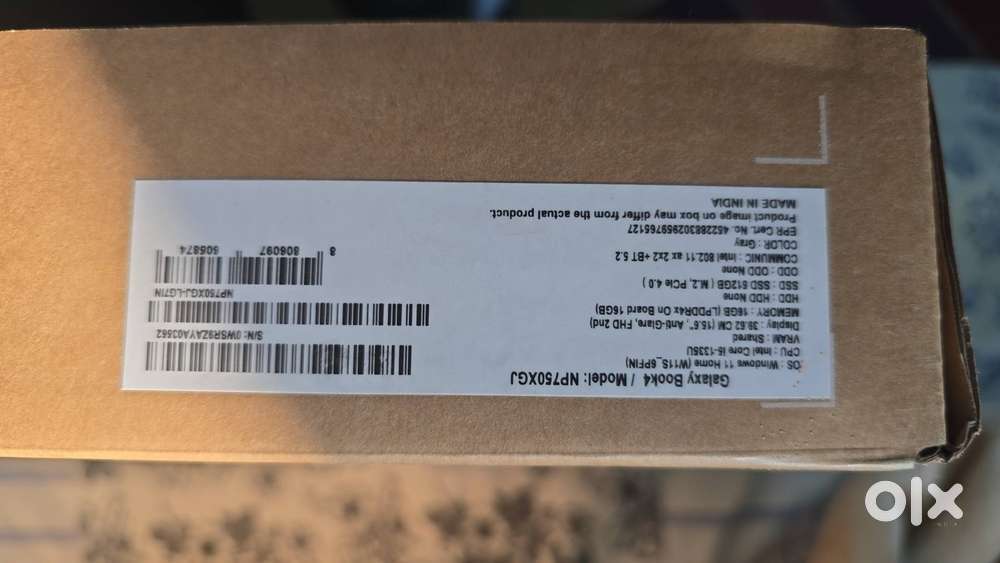 Galaxy Book4 / Model: NP750XGJ
OS : Windows 11 Home (W11S_6PFIN)
CPU : Intel Core i5-1335U
VRAM : Shared
Display : 39.62 CM (15.6", Anti-Glare, FHD 2nd)
MEMORY : 16GB (LPDDR4x On Board 16GB)
HDD : HDD None
SSD : SSD 512GB ( M.2, PCIe 4.0 )
ODD : ODD None
COMMUNIC : Intel 802.11 ax 2x2 +BT 5.2
COLOR : Gray
EPR Cert. No. 4522883029597​65127
Product image on box may differ from the actual product.
MADE IN INDIA
S/N: 0WSR9ZAYA03562
NP750XGJ-LG7IN
8 806097 605874
olx
INDIA